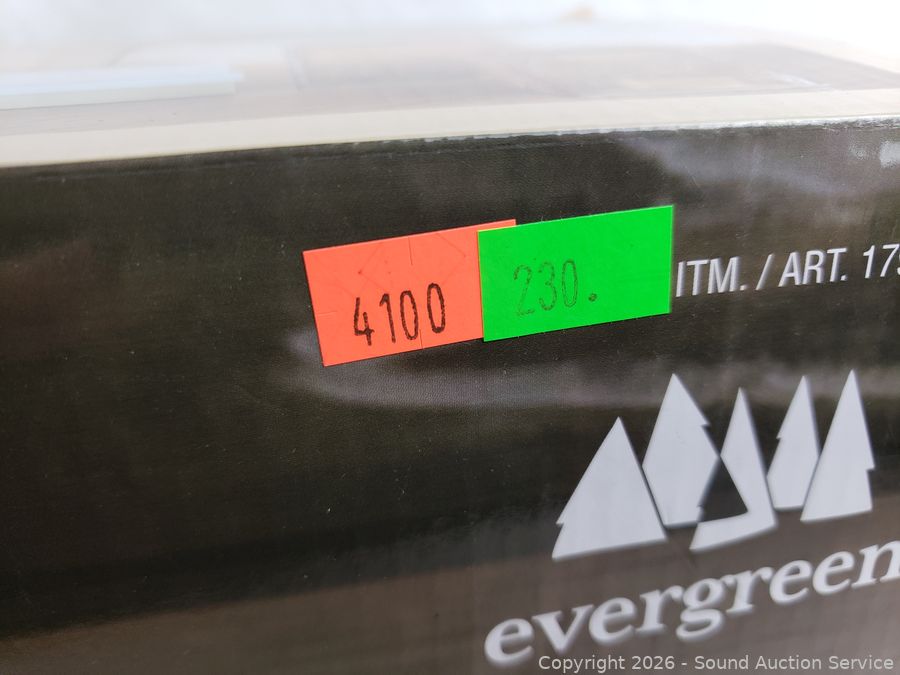 4100
230.
ITM. / ART. 17
evergreen
Copyright 2026 - Sound Auction Service